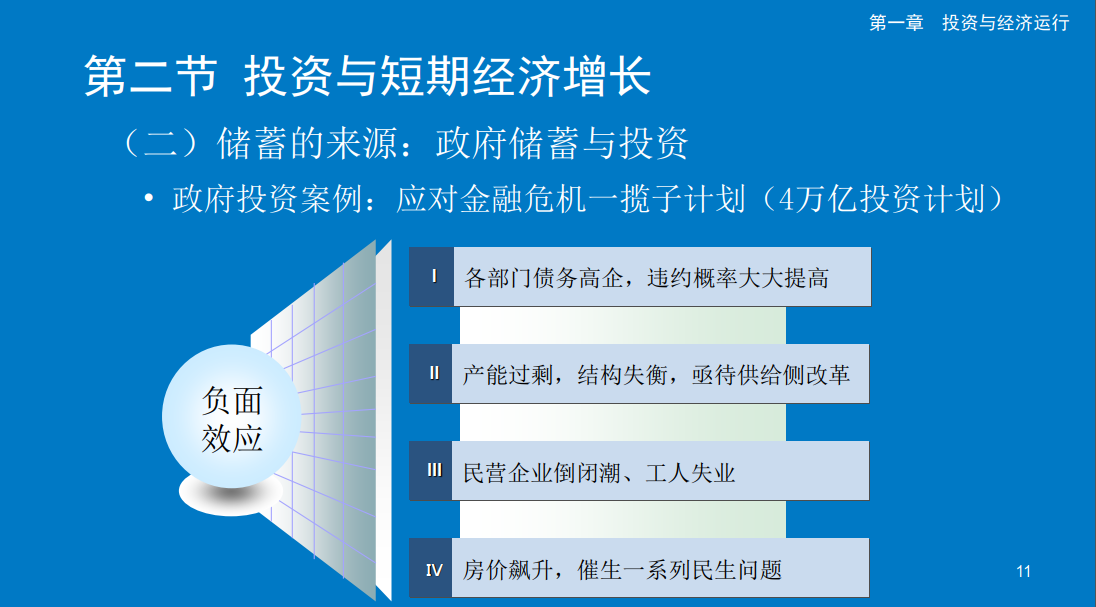 第一章　投资与经济运行
第二节 投资与短期经济增长
（二）储蓄的来源：政府储蓄与投资
• 政府投资案例：应对金融危机一揽子计划（4万亿投资计划）
负面
效应
I 各部门债务高企，违约概率大大提高
II 产能过剩，结构失衡，亟待供给侧改革
III 民营企业倒闭潮、工人失业
IV 房价飙升，催生一系列民生问题
11